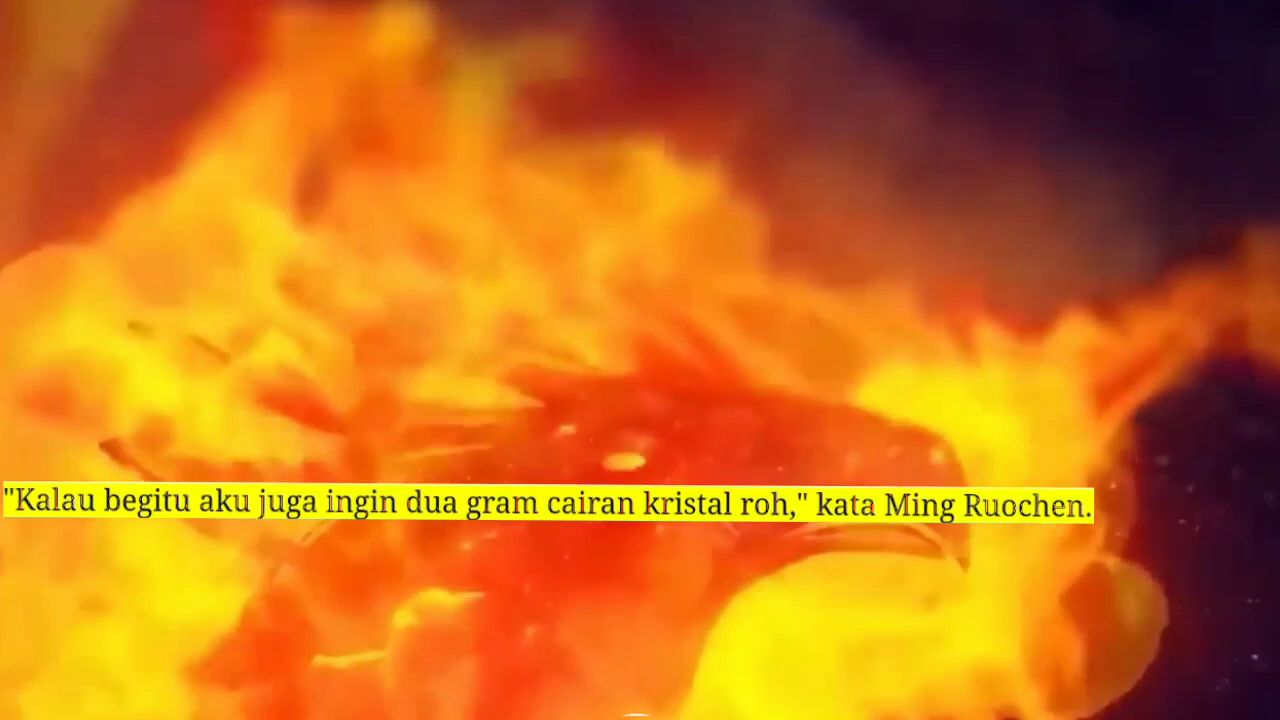 "Kalau begitu aku juga ingin dua gram cairan kristal roh," kata Ming Ruochen.